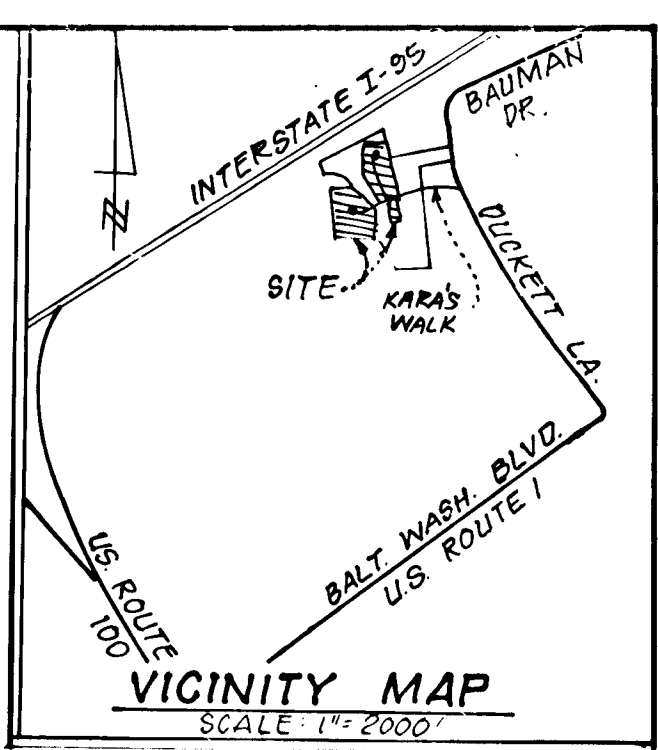 INTERSTATE I-95
BAUMAN
DR.
N
SITE
KARA'S
WALK
DUCKETT LA.
BALT. WASH. BLVD.
U.S. ROUTE 1
US. ROUTE
100
VICINITY MAP
SCALE: 1"= 2000'